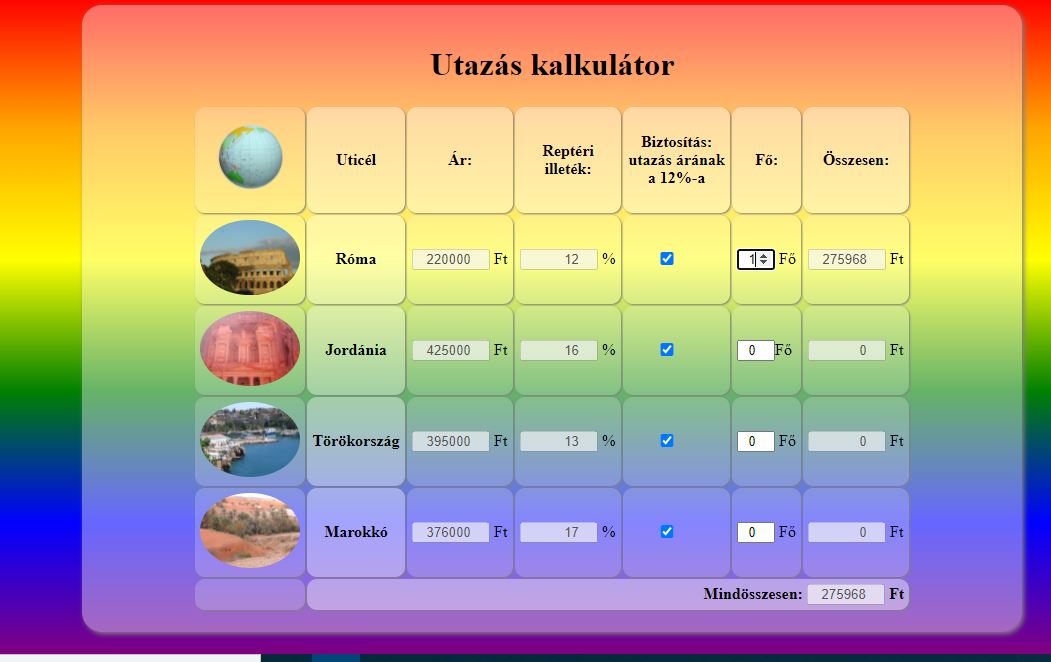 Utazás kalkulátor
Uticél Ár: Reptéri illeték: Biztosítás: utazás árának a 12%-a Fő: Összesen:
Róma 220000 Ft 12 % 1 Fő 275968 Ft
Jordánia 425000 Ft 16 % 0 Fő 0 Ft
Törökország 395000 Ft 13 % 0 Fő 0 Ft
Marokkó 376000 Ft 17 % 0 Fő 0 Ft
Mindösszesen: 275968 Ft